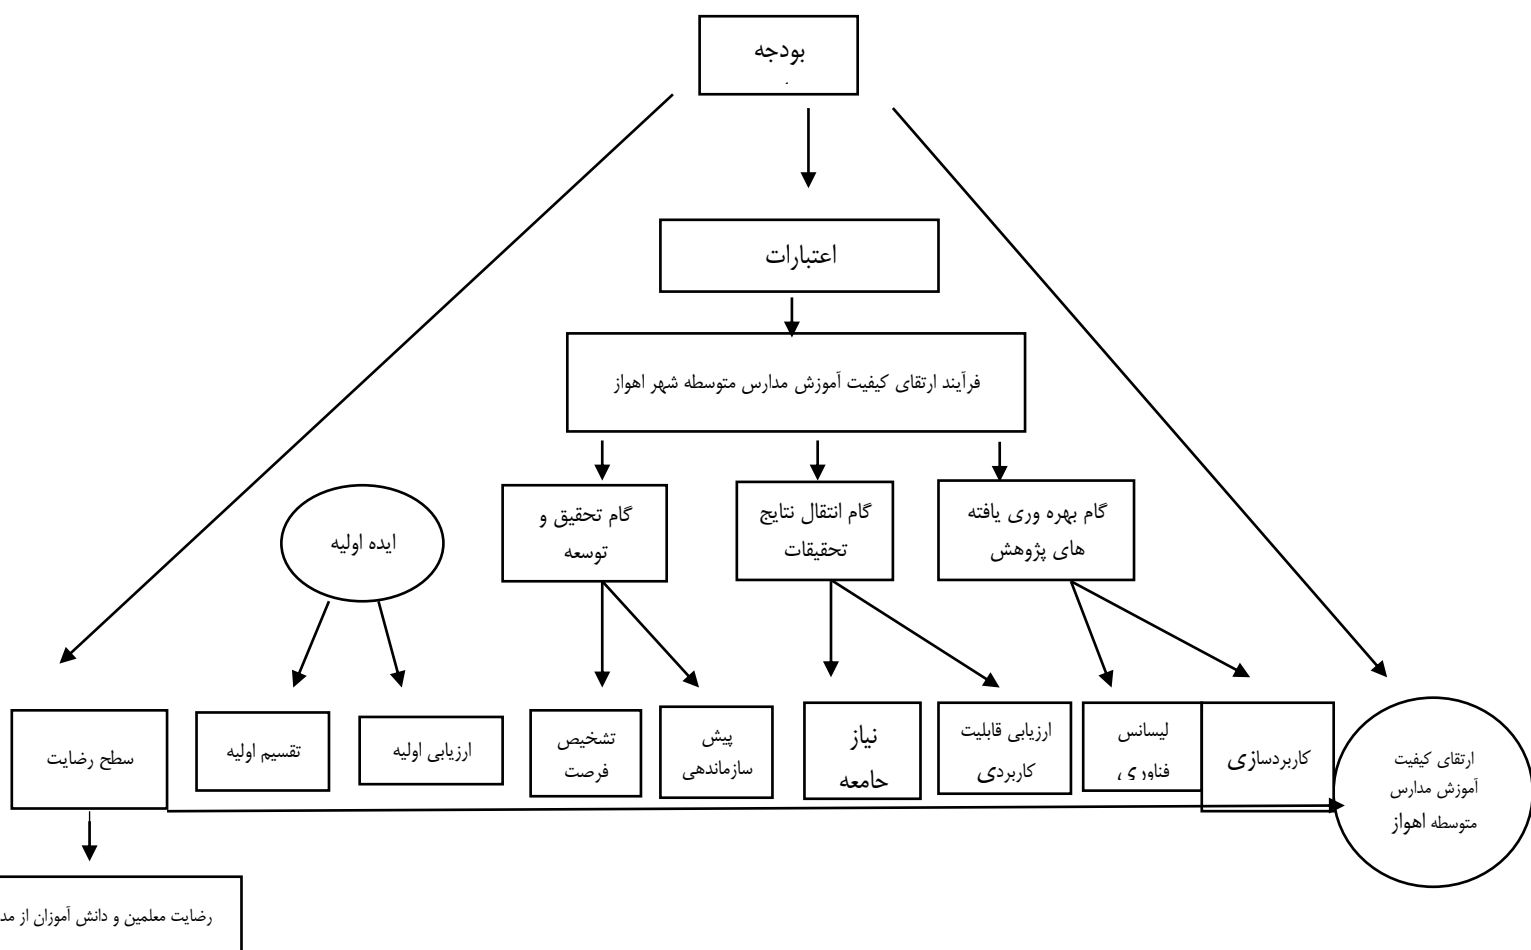 بودجه
اعتبارات
فرآیند ارتقای کیفیت آموزش مدارس متوسطه شهر اهواز
گام بهره وری یافته
های پژوهش
گام انتقال نتایج
تحقیقات
گام تحقیق و
توسعه
ایده اولیه
ارتقای کیفیت
آموزش مدارس
متوسطه اهواز
کاربردسازی
لیسانس
فناوری
ارزیابی قابلیت
کاربردی
نیاز
جامعه
پیش
سازماندهی
تشخیص
فرصت
ارزیابی اولیه
تقسیم اولیه
سطح رضایت
رضایت معلمین و دانش آموزان از